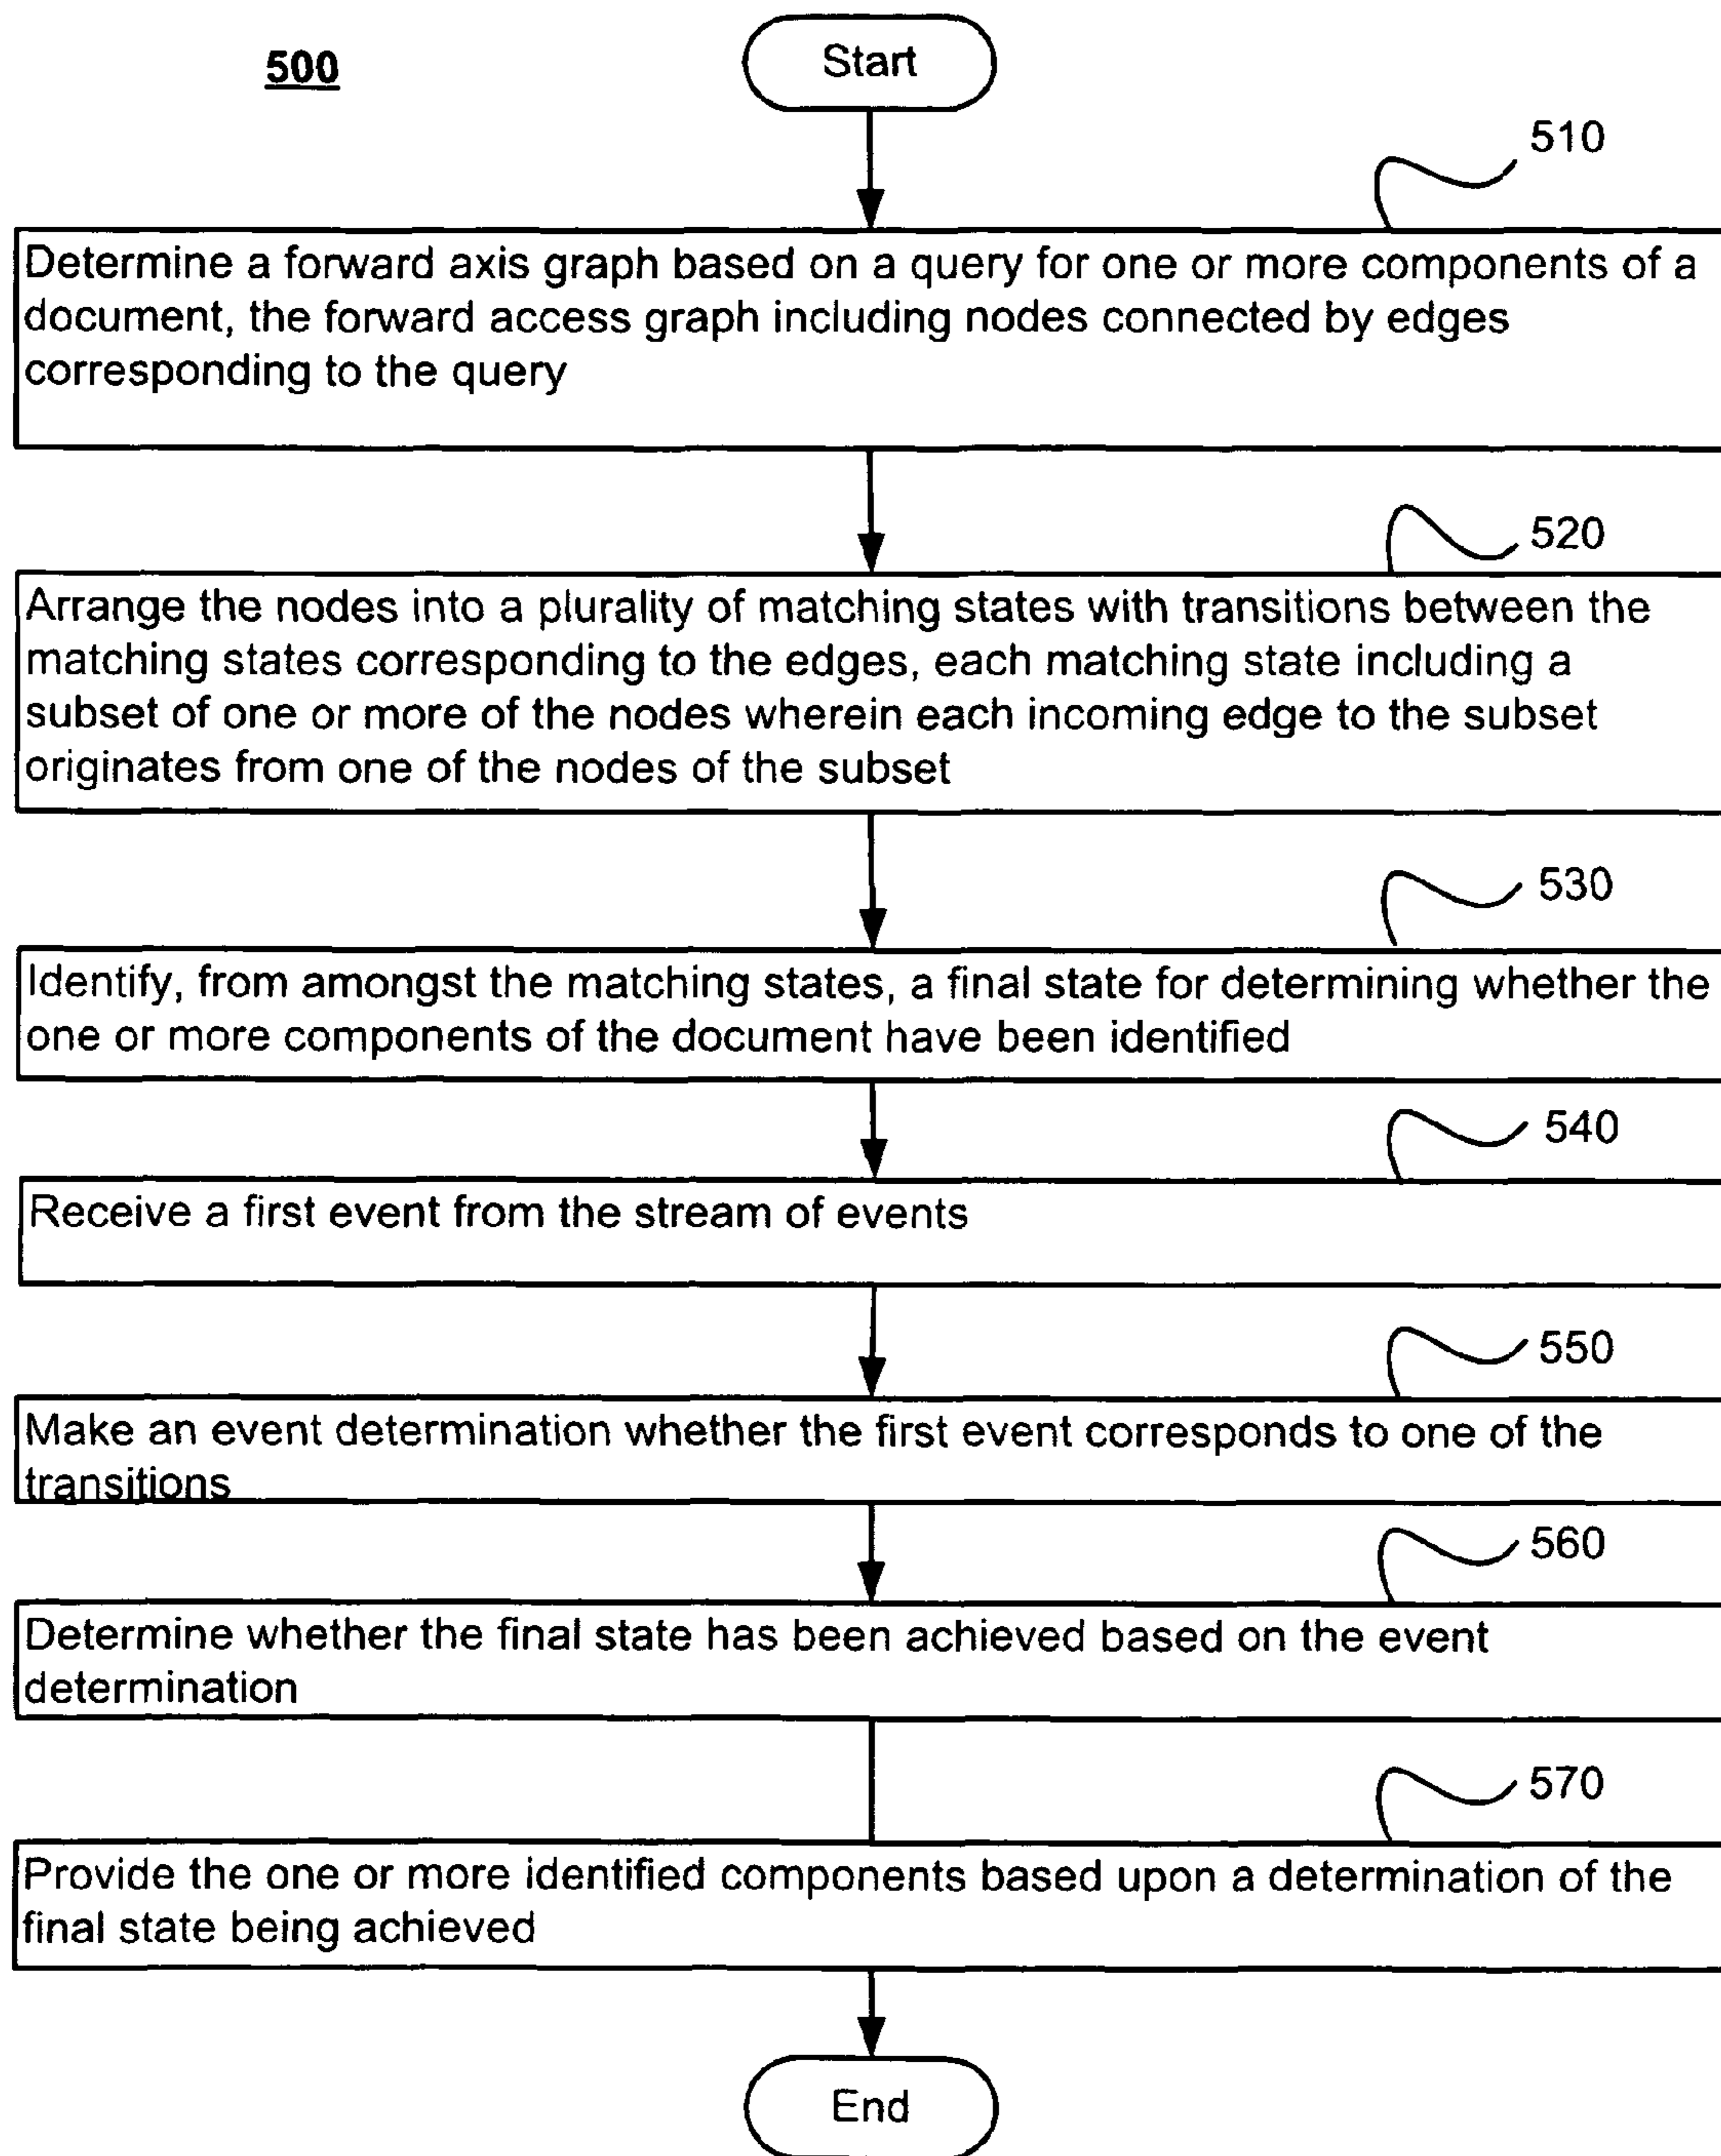 500
Start
510
Determine a forward axis graph based on a query for one or more components of a
document, the forward access graph including nodes connected by edges
corresponding to the query
520
Arrange the nodes into a plurality of matching states with transitions between the
matching states corresponding to the edges, each matching state including a
subset of one or more of the nodes wherein each incoming edge to the subset
originates from one of the nodes of the subset
530
Identify, from amongst the matching states, a final state for determining whether the
one or more components of the document have been identified
540
Receive a first event from the stream of events
550
Make an event determination whether the first event corresponds to one of the
transitions
560
Determine whether the final state has been achieved based on the event
determination
570
Provide the one or more identified components based upon a determination of the
final state being achieved
End